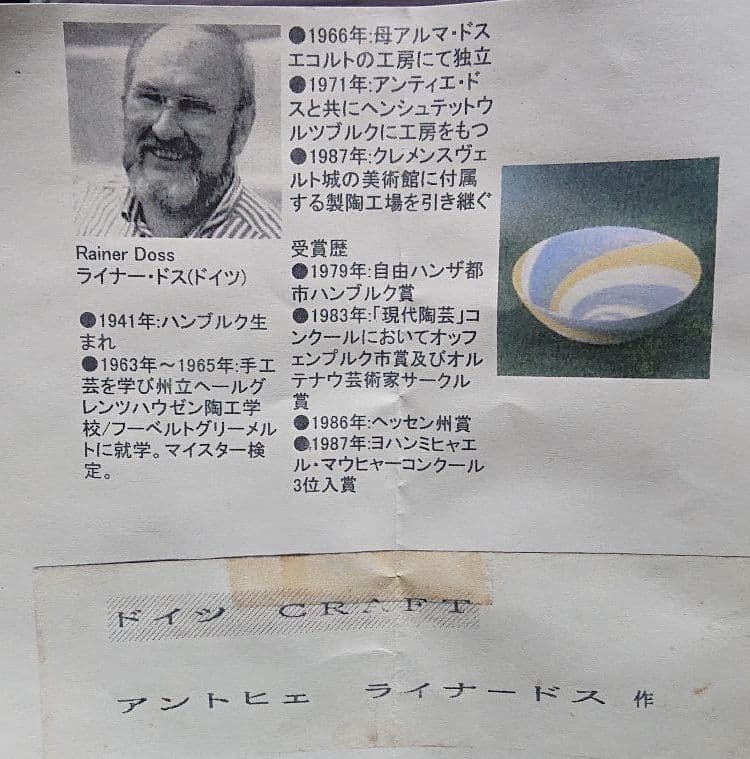 Rainer Doss
ライナー・ドス(ドイツ)
●1941年:ハンブルク生
まれ
●1963年～1965年:手工
芸を学び州立ヘールグ
レンツハウゼン陶工学
校/フーベルトグリーメル
トに就学。マイスター検
定。
●1966年:母アルマ・ドス
エコルトの工房にて独立
●1971年:アンティエ・ド
スと共にヘンシュテットウ
ルツブルクに工房をもつ
●1987年:クレメンスヴェ
ルト城の美術館に付属
する製陶工場を引き継ぐ
受賞歴
●1979年:自由ハンザ都
市ハンブルク賞
●1983年:「現代陶芸」コ
ンクールにおいてオッフ
ェンブルク市賞及びオル
テナウ芸術家サークル
賞
●1986年:ヘッセン州賞
●1987年:ヨハンミヒャエ
ル・マウヒャーコンクール
3位入賞
ドイツ CRAFT
アントヒェ ライナードス 作